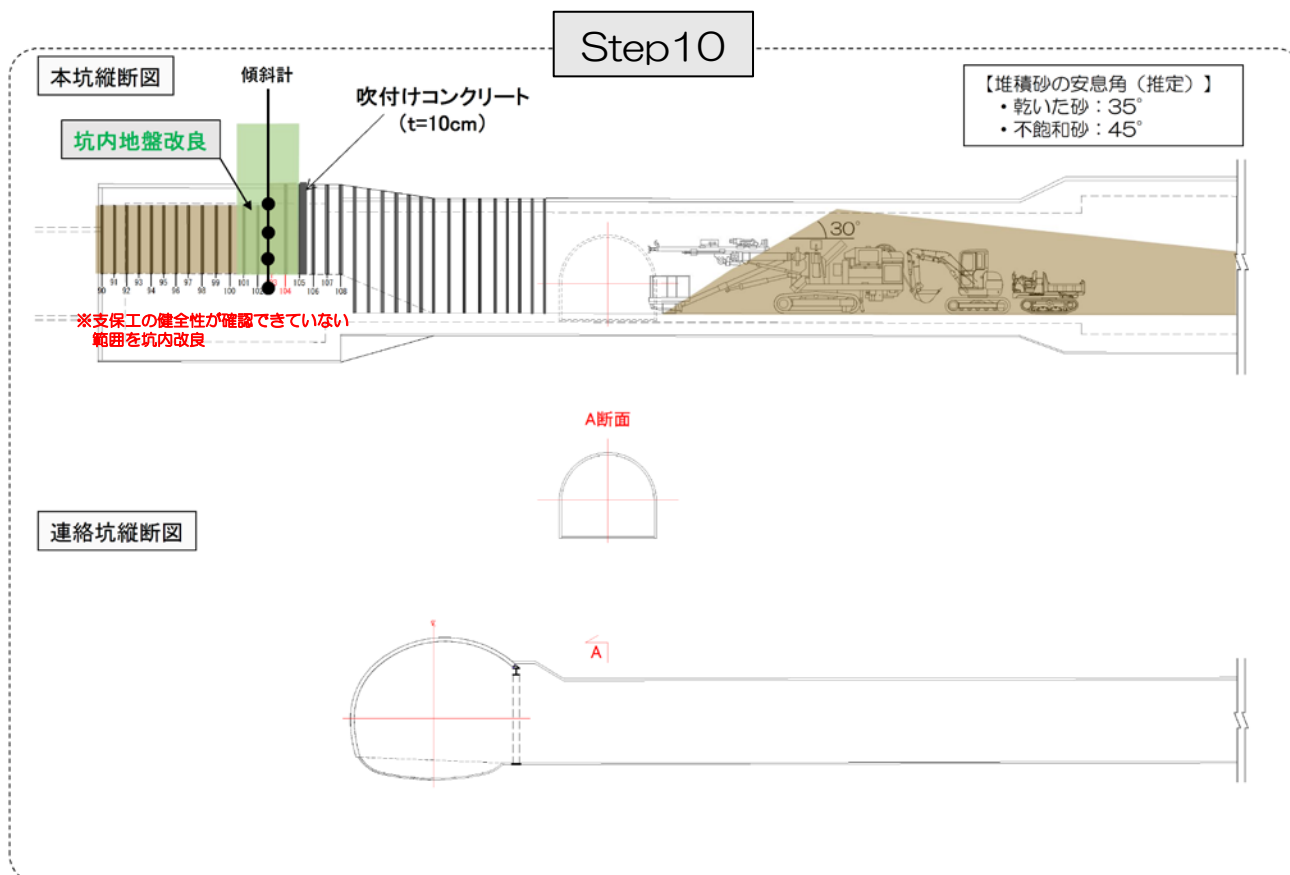 Step10
本坑縦断図
傾斜計
吹付けコンクリート
(t=10cm)
坑内地盤改良
【堆積砂の安息角（推定）】
・乾いた砂：35°
・不飽和砂：45°
30°
90
91
92
93
94
95
96
97
98
99
100
101
102
104
105
106
107
108
※支保工の健全性が確認できていない
範囲を坑内改良
A断面
連絡坑縦断図
A